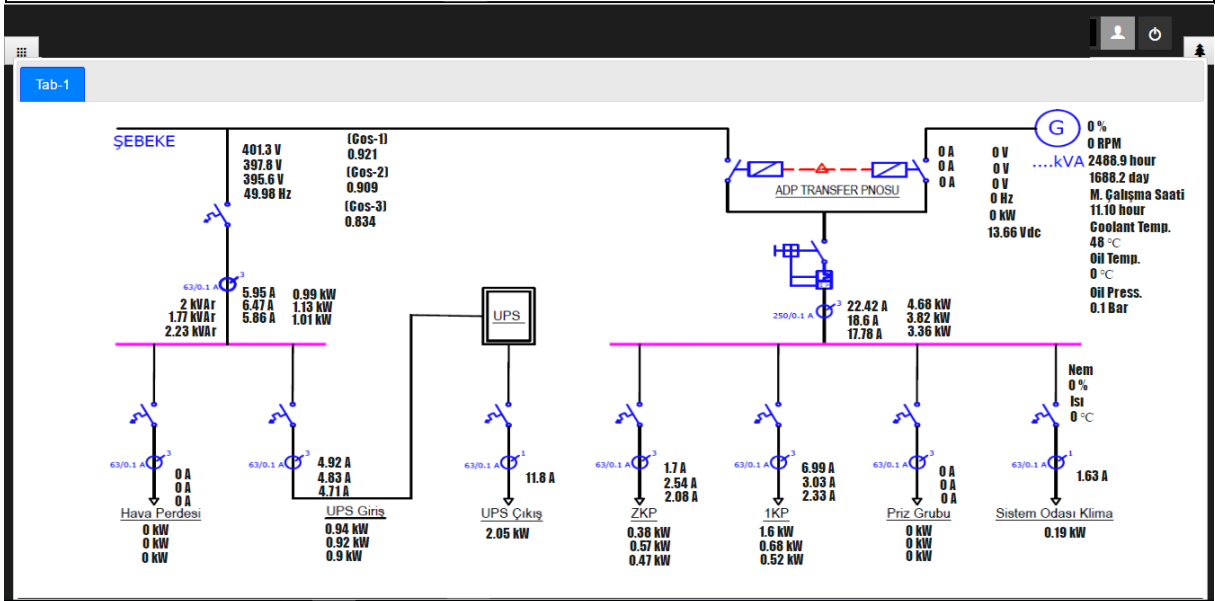 Tab-1
ŞEBEKE
401.3 V
397.8 V
395.6 V
49.98 Hz
(Cos-1)
0.921
(Cos-2)
0.909
(Cos-3)
0.834
ADP TRANSFER PNOSU
0 A
0 A
0 A
0 V
0 V
0 V
0 Hz
0 kW
13.66 Vdc
G
....kVA
0 %
0 RPM
2488.9 hour
1688.2 day
M. Çalışma Saati
11.10 hour
Coolant Temp.
48 °C
Oil Temp.
0 °C
Oil Press.
0.1 Bar
63/0.1 A
3
2 kVAr
1.77 kVAr
2.23 kVAr
5.95 A
6.47 A
5.86 A
0.99 kW
1.13 kW
1.01 kW
UPS
250/0.1 A
3
22.42 A
18.6 A
17.78 A
4.68 kW
3.82 kW
3.36 kW
Nem
0 %
Isı
0 °C
63/0.1 A
3
0 A
0 A
0 A
Hava Perdesi
0 kW
0 kW
0 kW
63/0.1 A
3
4.92 A
4.83 A
4.71 A
UPS Giriş
0.94 kW
0.92 kW
0.9 kW
63/0.1 A
1
11.8 A
UPS Çıkış
2.05 kW
63/0.1 A
3
1.7 A
2.54 A
2.08 A
ZKP
0.38 kW
0.57 kW
0.47 kW
63/0.1 A
3
6.99 A
3.03 A
2.33 A
1KP
1.6 kW
0.68 kW
0.52 kW
63/0.1 A
3
0 A
0 A
0 A
Priz Grubu
0 kW
0 kW
0 kW
63/0.1 A
1
1.63 A
Sistem Odası Klima
0.19 kW